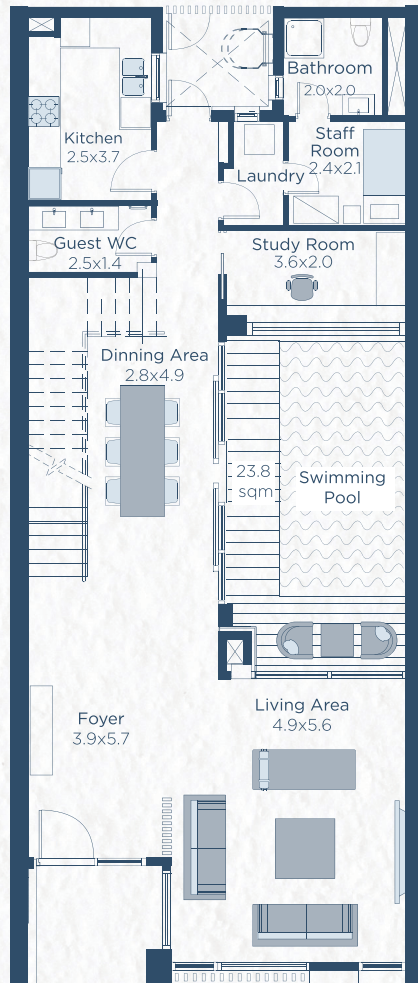 Kitchen
2.5x3.7
Bathroom
2.0x2.0
Staff
Room
2.4x2.1
Laundry
Guest WC
2.5x1.4
Study Room
3.6x2.0
Dinning Area
2.8x4.9
23.8
sqm
Swimming
Pool
Foyer
3.9x5.7
Living Area
4.9x5.6